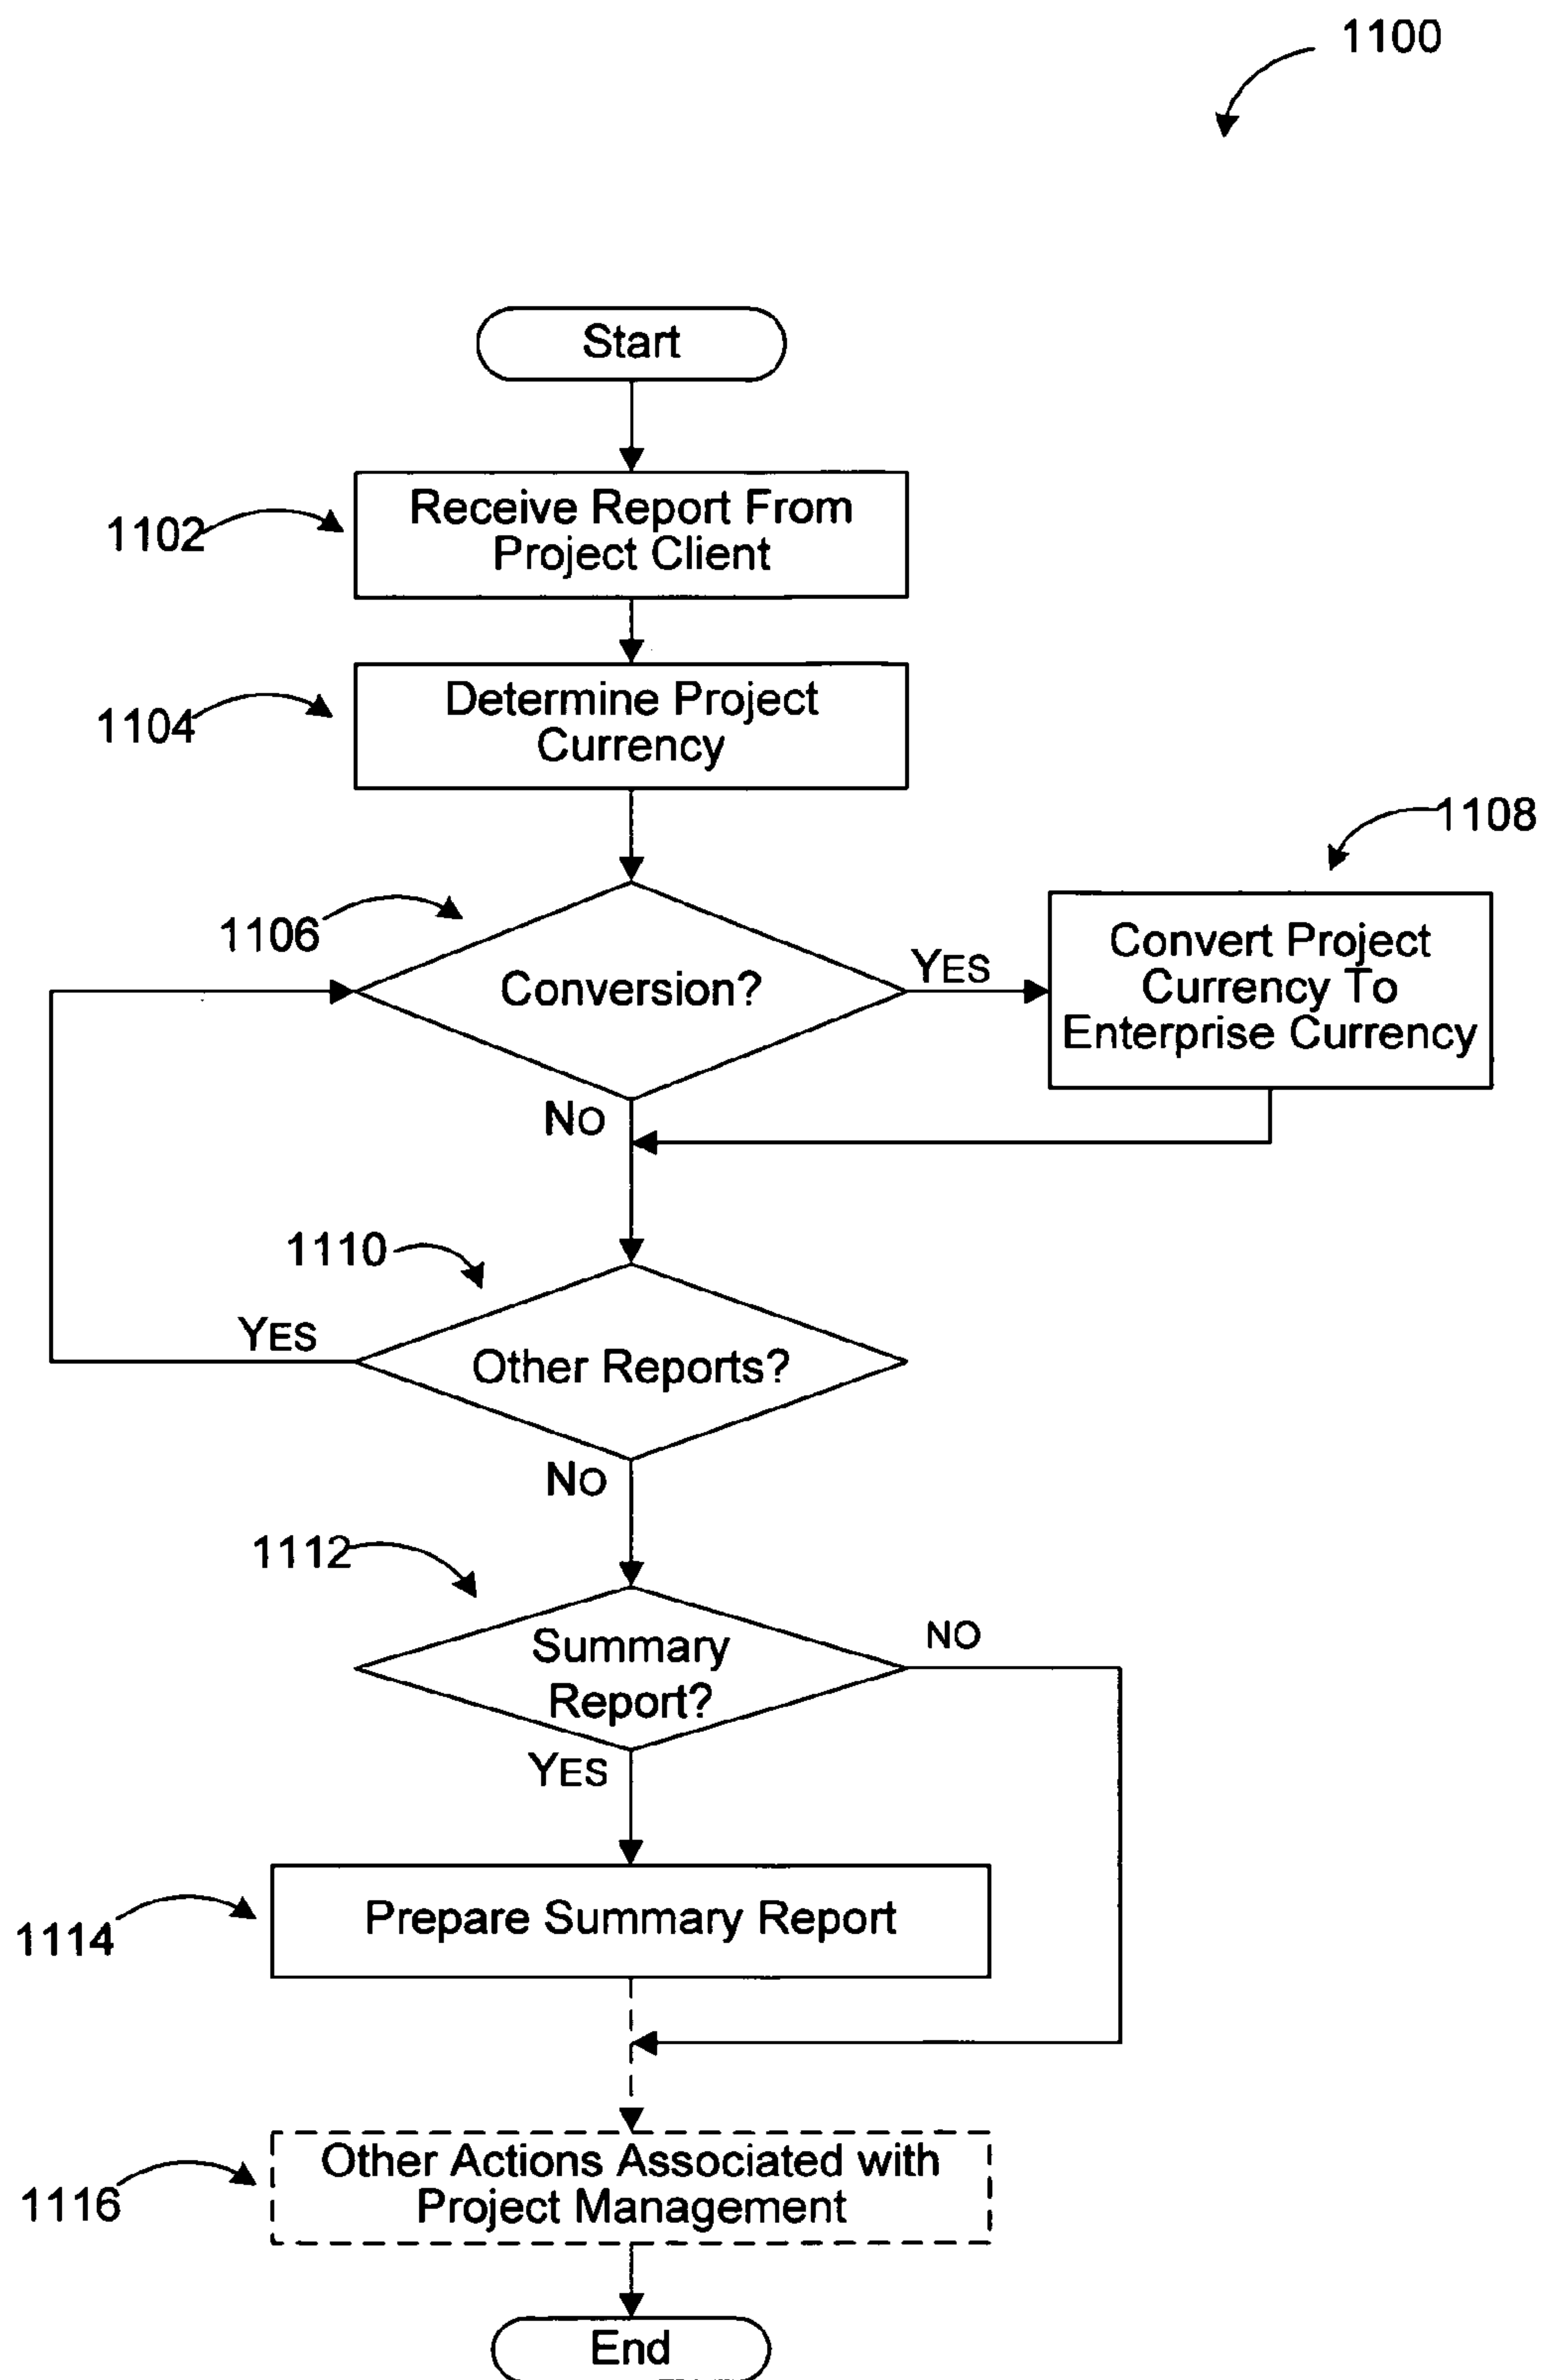 1100
Start
1102
Receive Report From
Project Client
1104
Determine Project
Currency
1106
Conversion?
YES
1108
Convert Project
Currency To
Enterprise Currency
NO
1110
YES
Other Reports?
NO
1112
Summary
Report?
NO
YES
1114
Prepare Summary Report
1116
Other Actions Associated with
Project Management
End